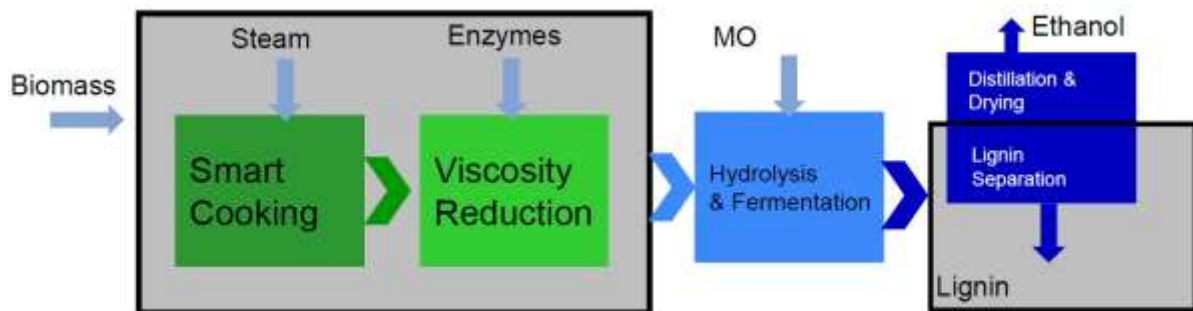 Biomass
Steam
Enzymes
MO
Ethanol
Smart
Cooking
Viscosity
Reduction
Hydrolysis
& Fermentation
Distillation &
Drying
Lignin
Separation
Lignin